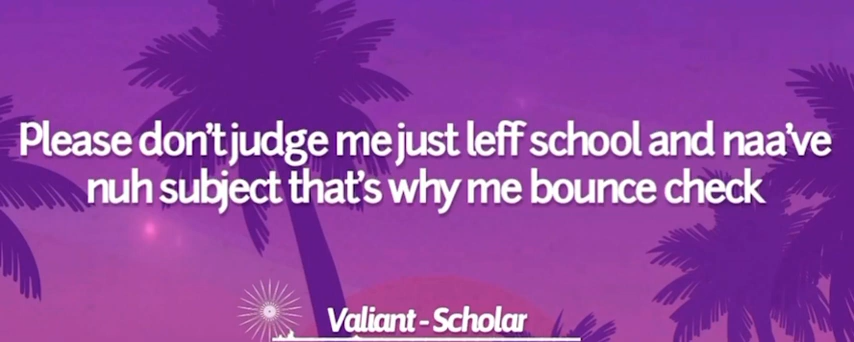 Please don't judge me just leff school and naa've
nuh subject that's why me bounce check
Valiant - Scholar